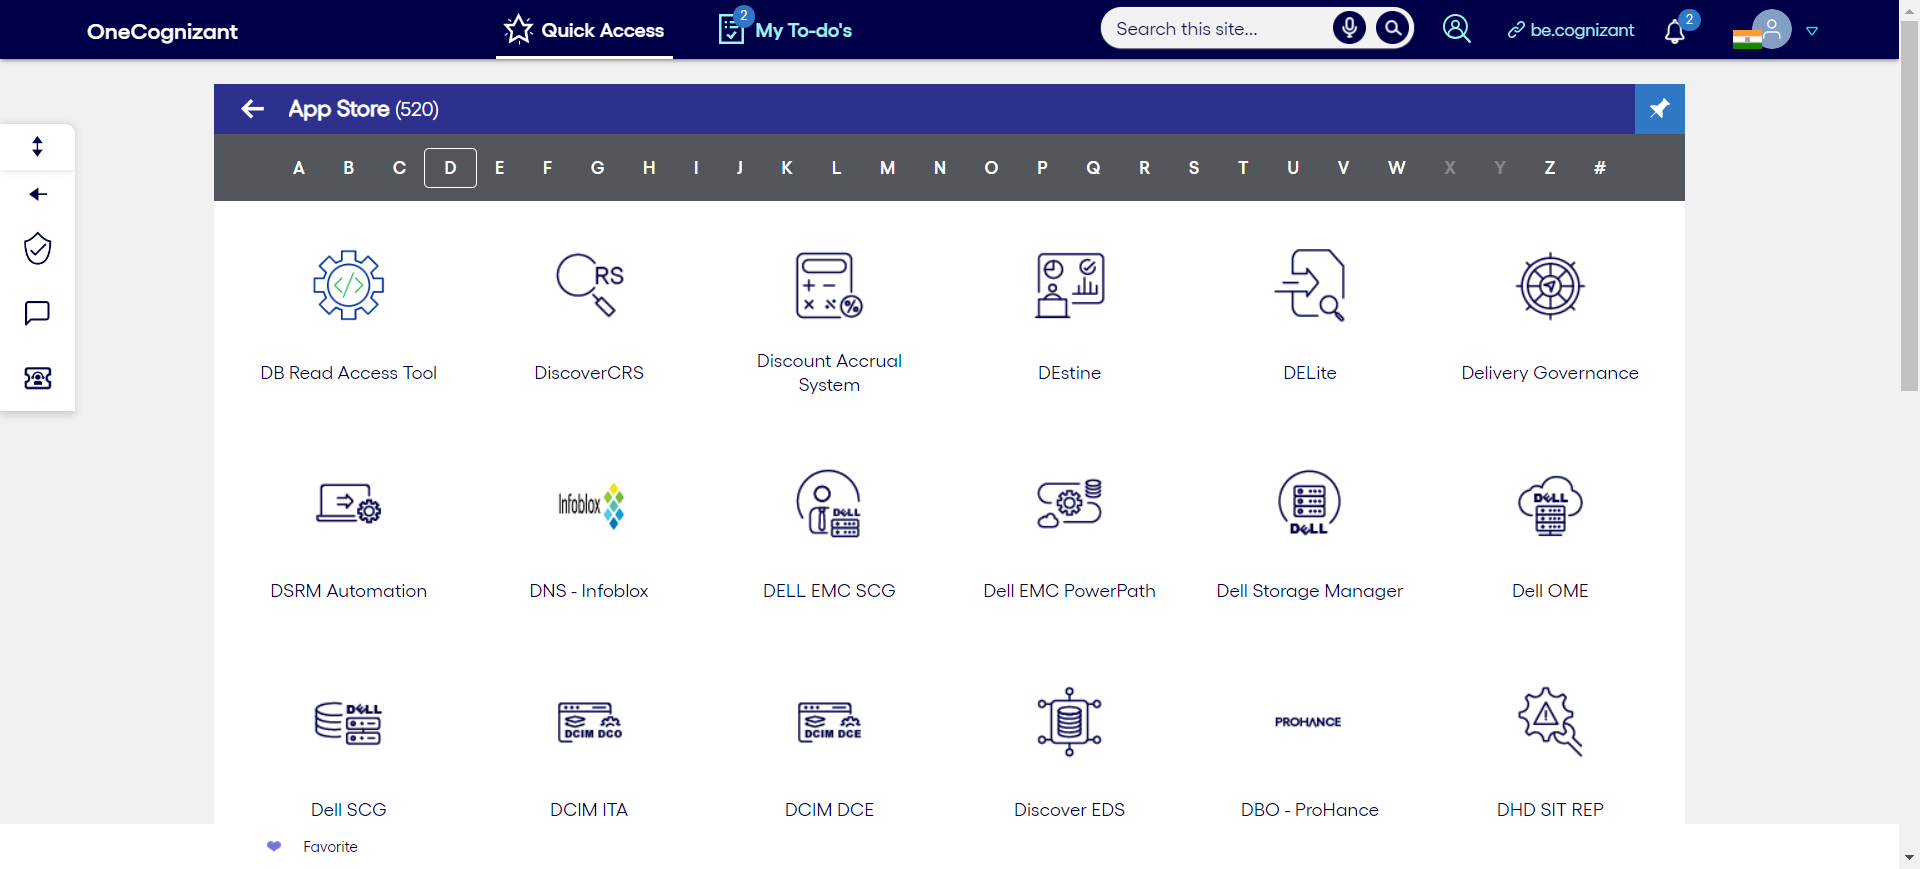 OneCognizant
Quick Access
2
My To-do's
Search this site...
be.cognizant
2
App Store (520)
A B C D E F G H I J K L M N O P Q R S T U V W X Y Z #
RS
DB Read Access Tool
DiscoverCRS
Discount Accrual
System
DEstine
DELite
Delivery Governance
Infoblox
DELL
DELL
DELL
DSRM Automation
DNS - Infoblox
DELL EMC SCG
Dell EMC PowerPath
Dell Storage Manager
Dell OME
DELL
DCIM DCO
DCIM DCE
PROHANCE
Dell SCG
DCIM ITA
DCIM DCE
Discover EDS
DBO - ProHance
DHD SIT REP
Favorite